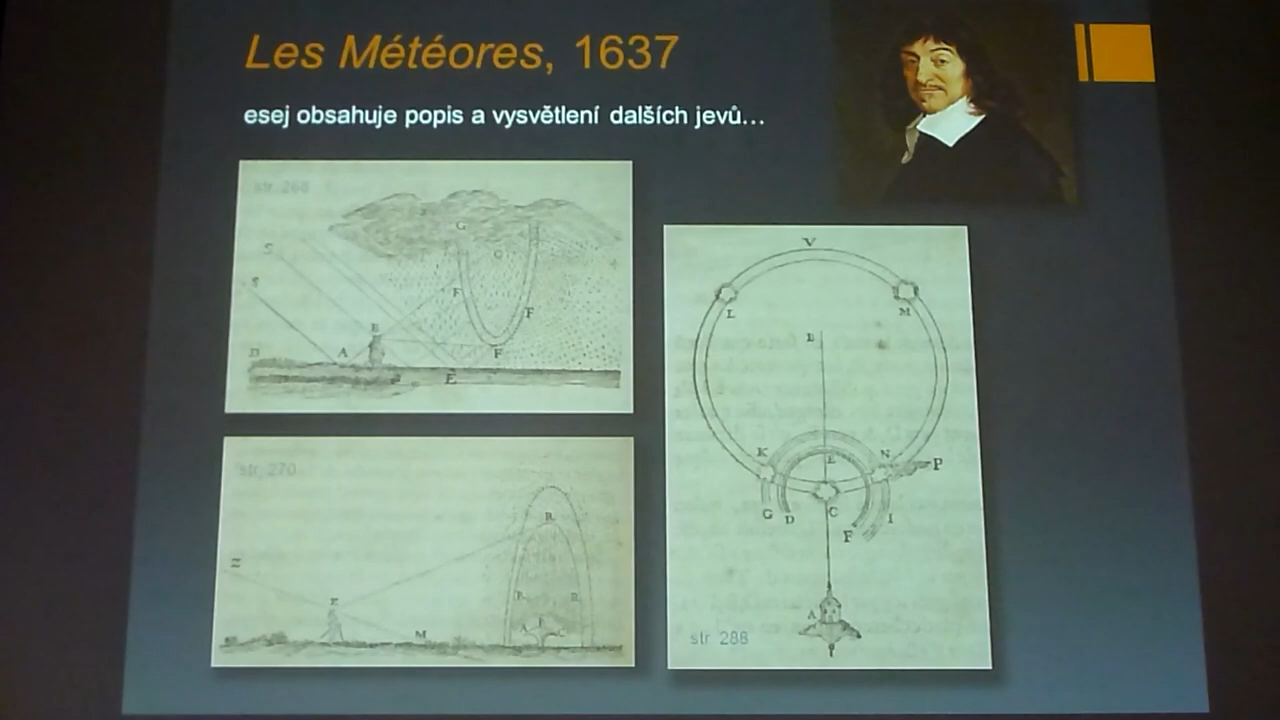 Les Météores, 1637
esej obsahuje popis a vysvětlení dalších jevů...
str. 268
G
S
Q
S
F
F
B
D
A
F
E
str. 270
R
Z
E
M
V
L
M
B
K
E
N
P
G
D
C
I
F
A
str. 288